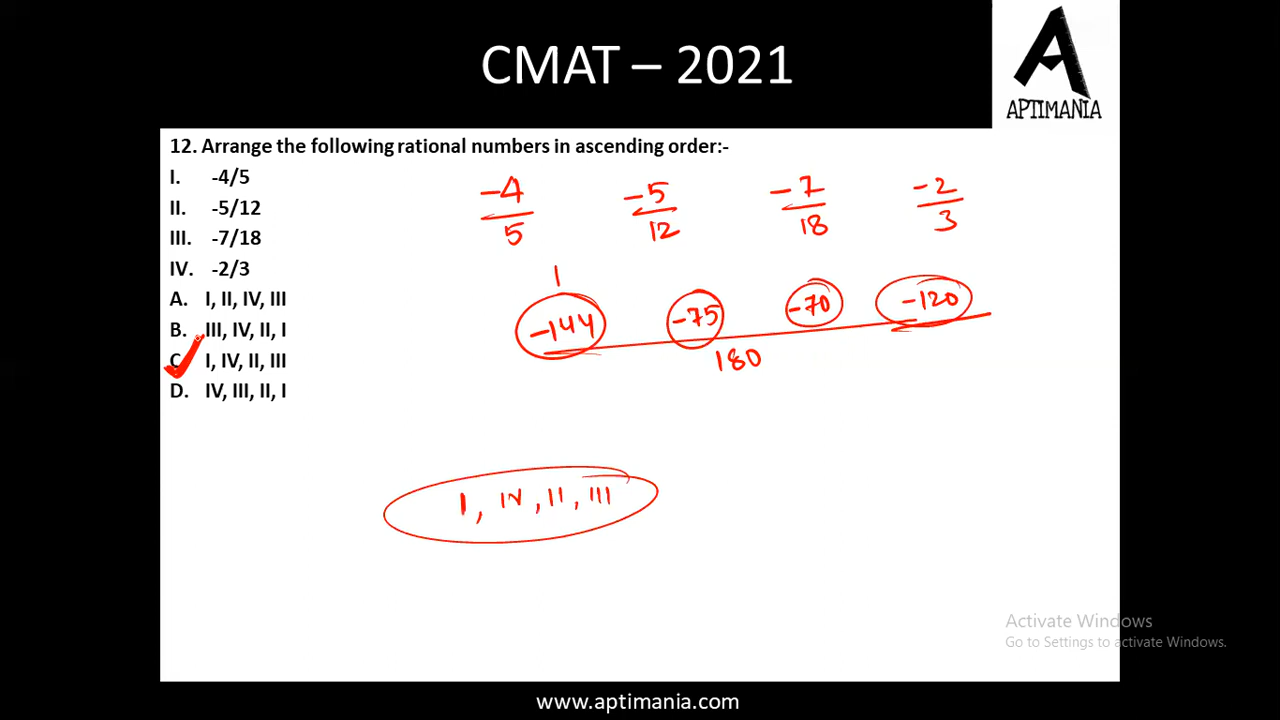 CMAT – 2021
A
APTIMANIA
12. Arrange the following rational numbers in ascending order:-
I. -4/5
II. -5/12
III. -7/18
IV. -2/3
A. I, II, IV, III
B. III, IV, II, I
C. I, IV, II, III
D. IV, III, II, I
-4 -5 -7 -2
5 12 18 3
1
-144 -75 -70 -120
180
I, IV, II, III
Activate Windows
Go to Settings to activate Windows.
www.aptimania.com